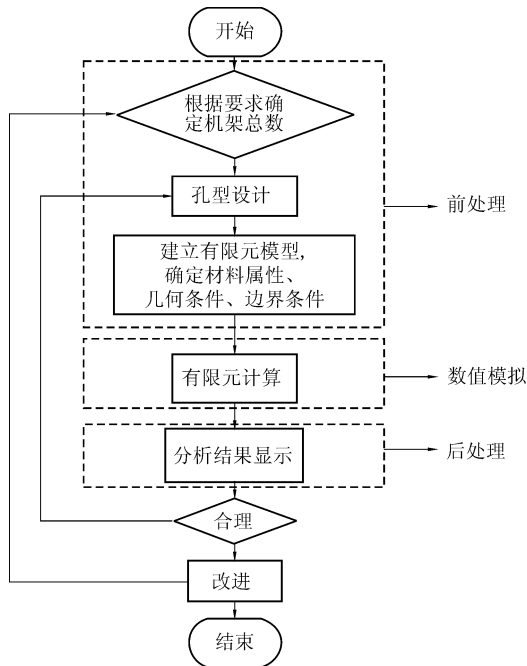 开始
根据要求确
定机架总数
孔型设计
前处理
建立有限元模型,
确定材料属性、
几何条件、边界条件
有限元计算
数值模拟
分析结果显示
后处理
合理
改进
结束